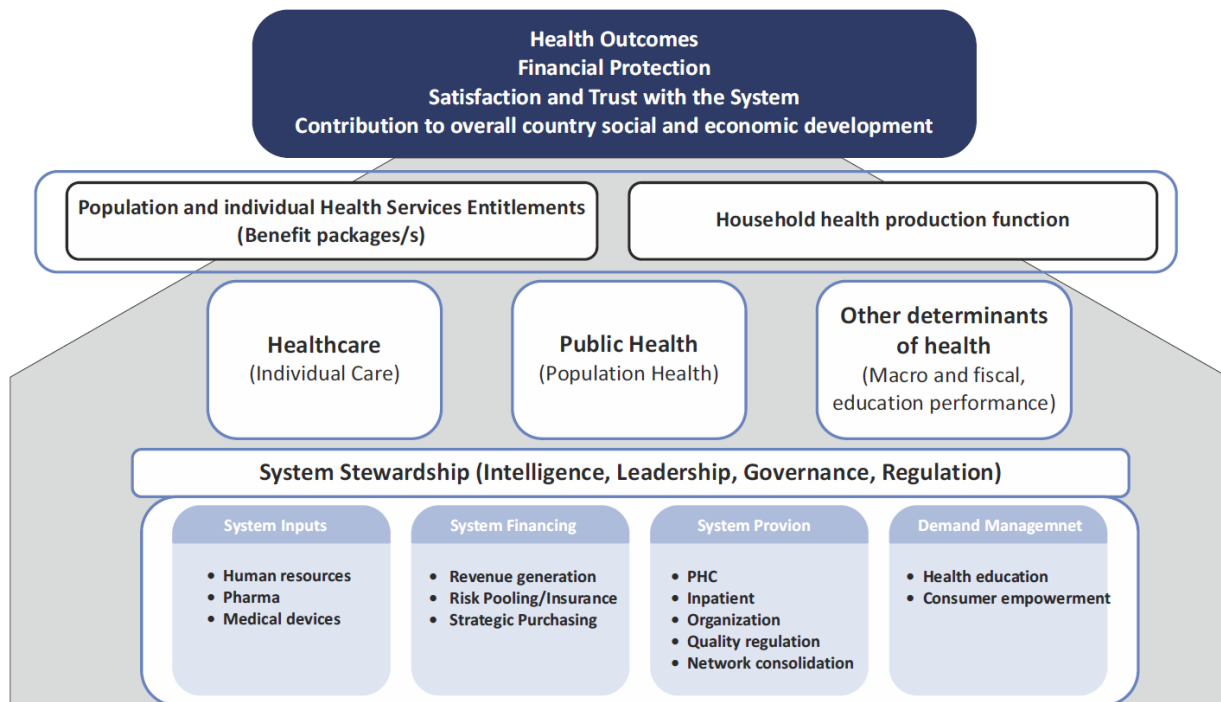 Health Outcomes
Financial Protection
Satisfaction and Trust with the System
Contribution to overall country social and economic development
Population and individual Health Services Entitlements
(Benefit packages/s)
Household health production function
Healthcare
(Individual Care)
Public Health
(Population Health)
Other determinants
of health
(Macro and fiscal,
education performance)
System Stewardship (Intelligence, Leadership, Governance, Regulation)
System Inputs
• Human resources
• Pharma
• Medical devices
System Financing
• Revenue generation
• Risk Pooling/Insurance
• Strategic Purchasing
System Provion
• PHC
• Inpatient
• Organization
• Quality regulation
• Network consolidation
Demand Managemnet
• Health education
• Consumer empowerment